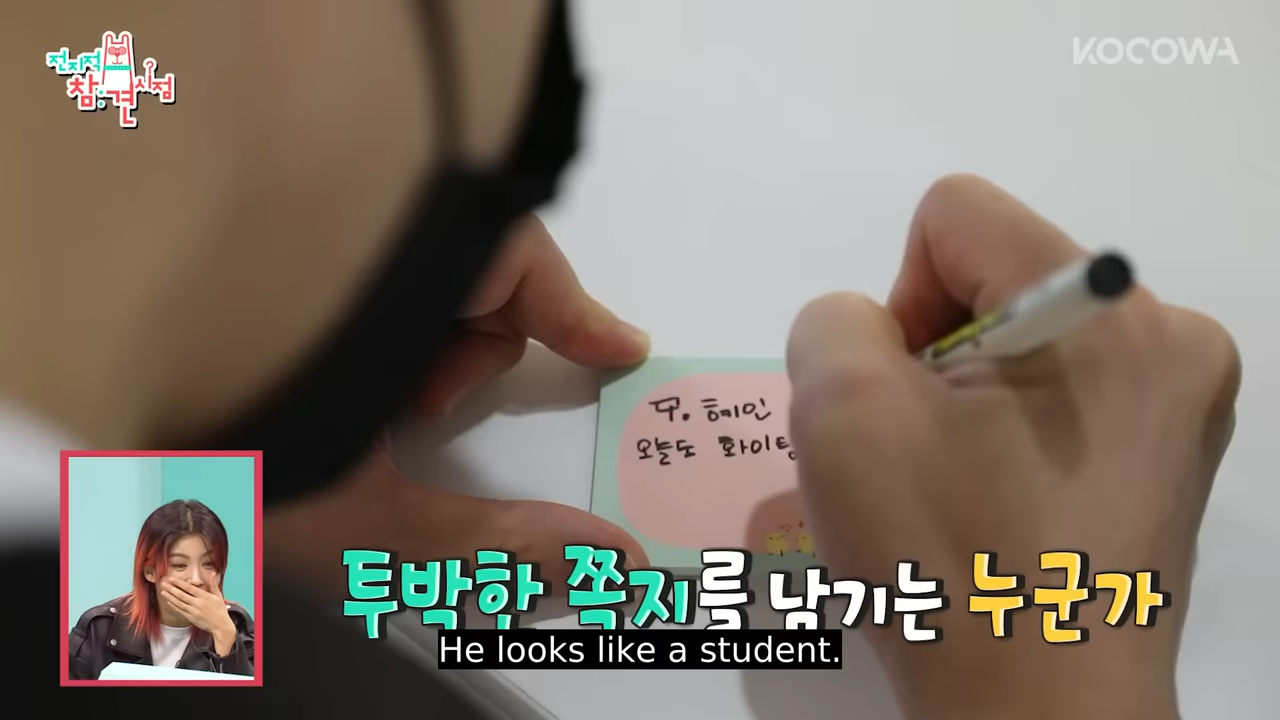 전지적
참견 시점
KOCOWA
무. 혜인
오늘도 화이팅
투박한 쪽지를 남기는 누군가
He looks like a student.